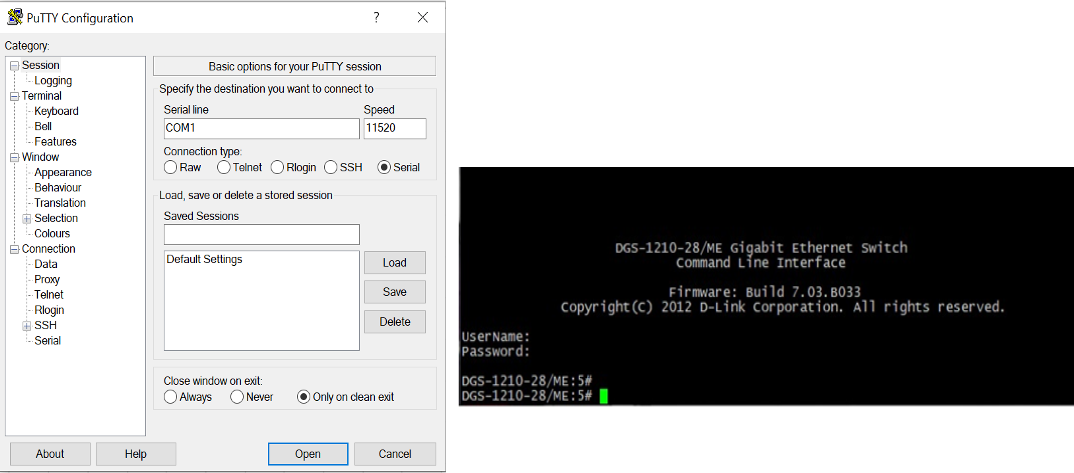 PuTTY Configuration
? 
Category:
Session
Logging
Terminal
Keyboard
Bell
Features
Window
Appearance
Behaviour
Translation
Selection
Colours
Connection
Data
Proxy
Telnet
Rlogin
SSH
Serial
Basic options for your PuTTY session
Specify the destination you want to connect to
Serial line Speed
COM1 11520
Connection type:
Raw Telnet Rlogin SSH Serial
Load, save or delete a stored session
Saved Sessions
Default Settings
Load
Save
Delete
Close window on exit:
Always Never Only on clean exit
About Help Open Cancel
DGS-1210-28/ME Gigabit Ethernet Switch
Command Line Interface
Firmware: Build 7.03.B033
Copyright(C) 2012 D-Link Corporation. All rights reserved.
UserName:
Password:
DGS-1210-28/ME:5#
DGS-1210-28/ME:5#